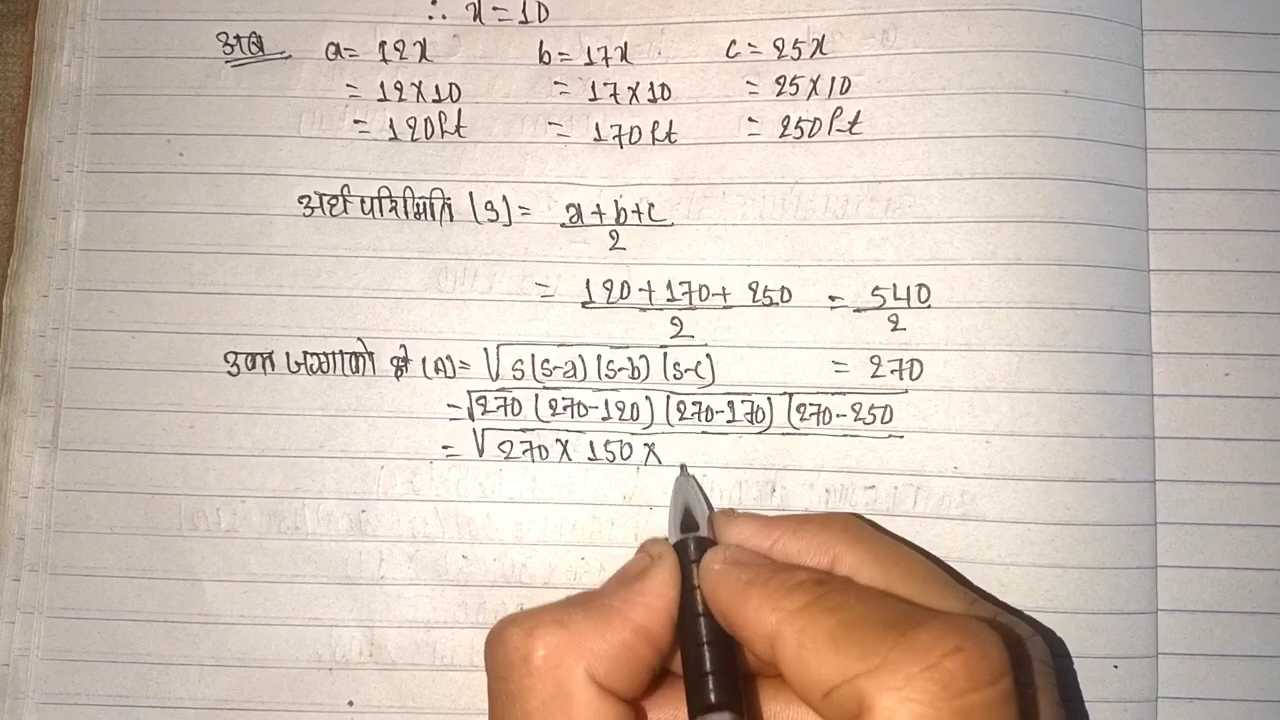 ∴ x = 10
अब a = 12x b = 17x c = 25x
= 12×10 = 17×10 = 25×10
= 120ft = 170ft = 250ft
अर्ध परिमिति (s) = a+b+c
2
= 120+170+250 = 540
2 2
उक्त जग्गाको क्षे (A) = √s(s-a)(s-b)(s-c) = 270
= √270 (270-120) (270-170) (270-250
= √270 × 150 ×